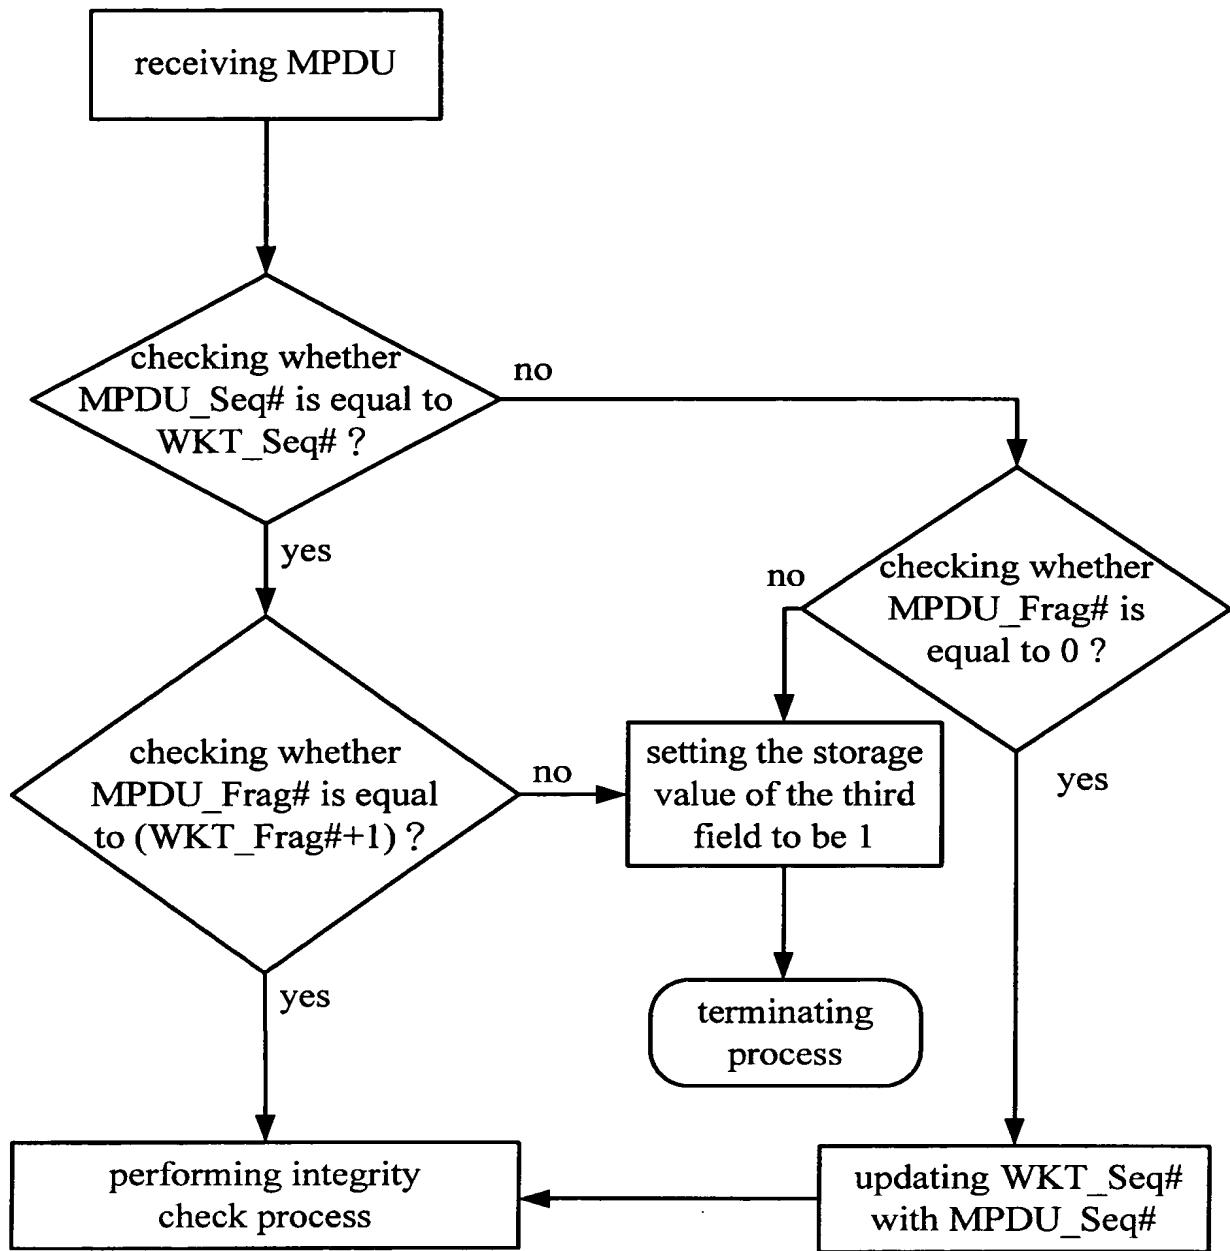 receiving MPDU
checking whether
MPDU_Seq# is equal to
WKT_Seq# ?
no
yes
checking whether
MPDU_Frag# is
equal to 0 ?
no
yes
checking whether
MPDU_Frag# is equal
to (WKT_Frag#+1) ?
no
yes
setting the storage
value of the third
field to be 1
terminating
process
performing integrity
check process
updating WKT_Seq#
with MPDU_Seq#